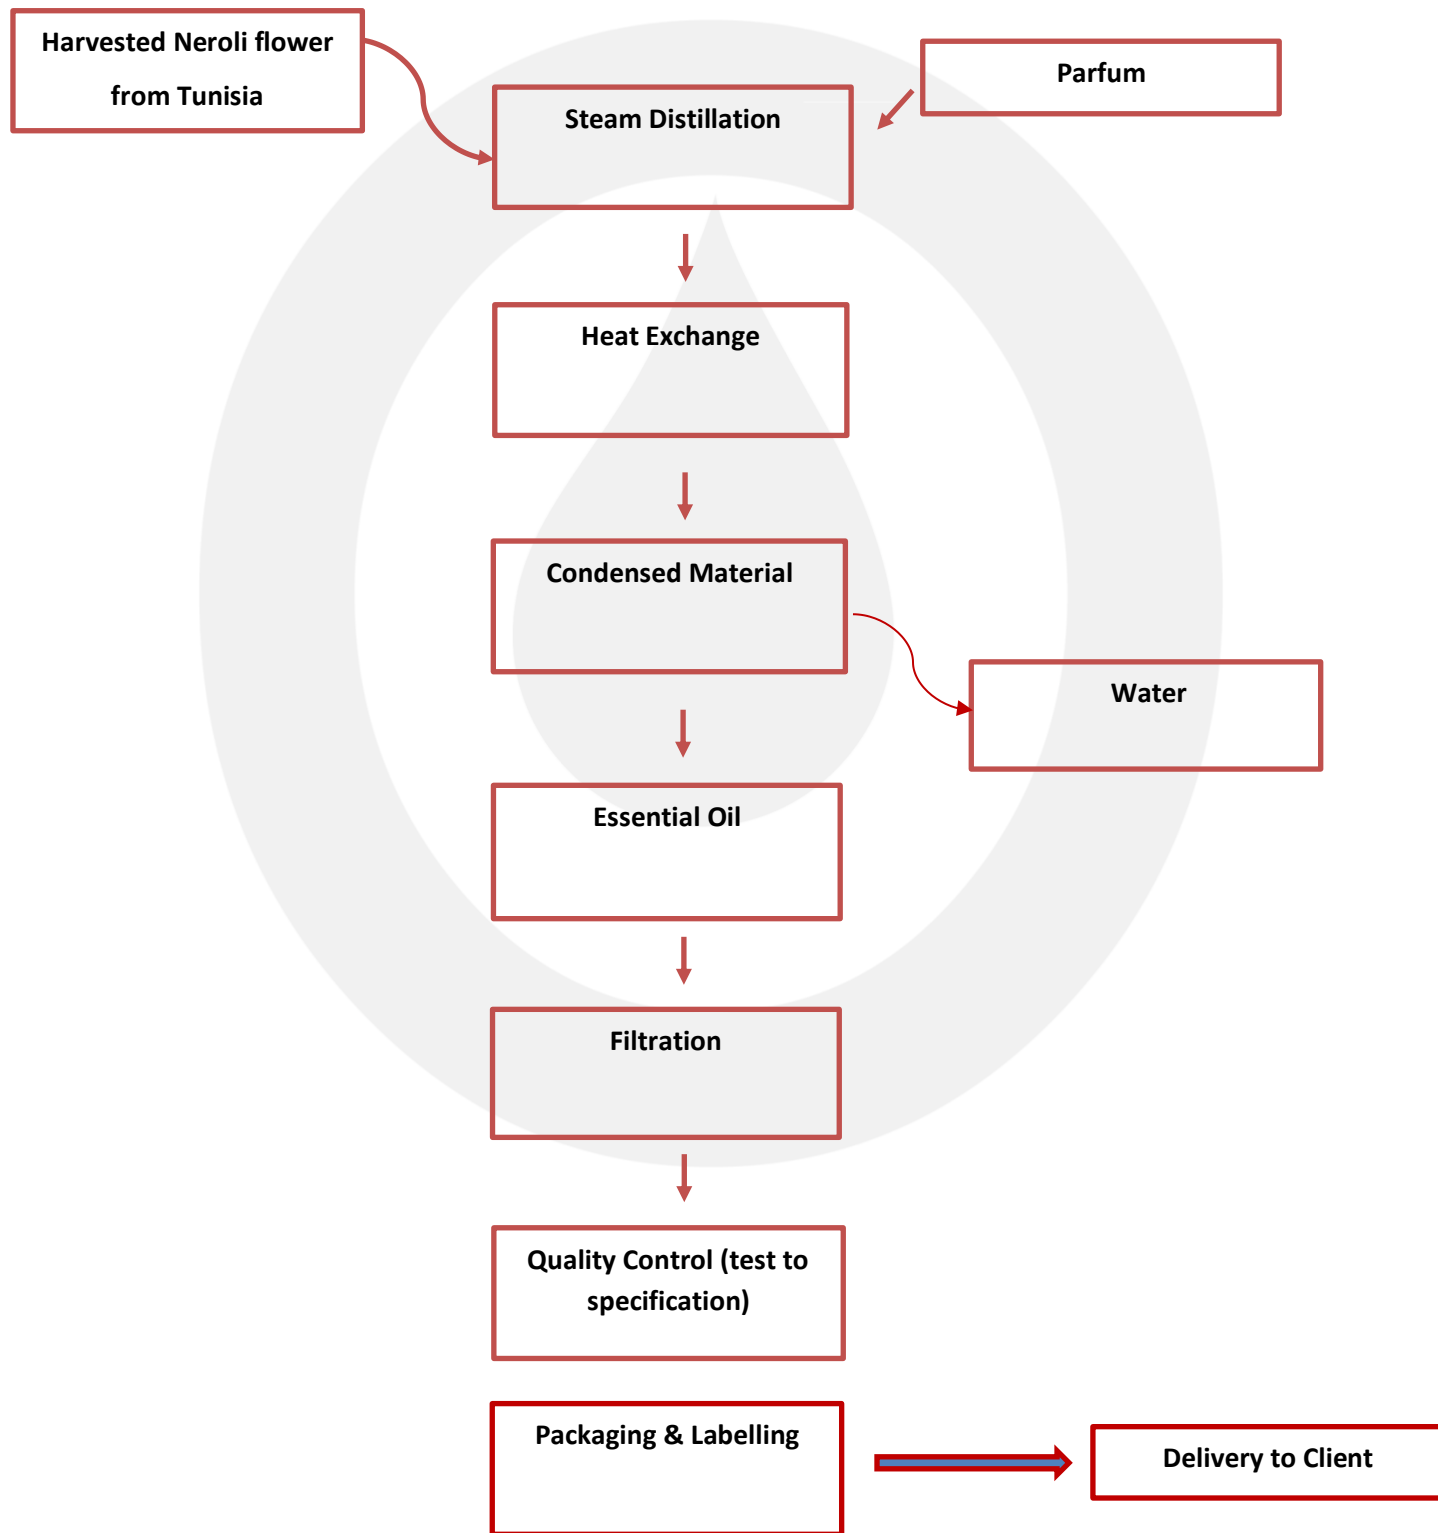 Harvested Neroli flower
from Tunisia
Parfum
Steam Distillation
Heat Exchange
Condensed Material
Water
Essential Oil
Filtration
Quality Control (test to
specification)
Packaging & Labelling
Delivery to Client